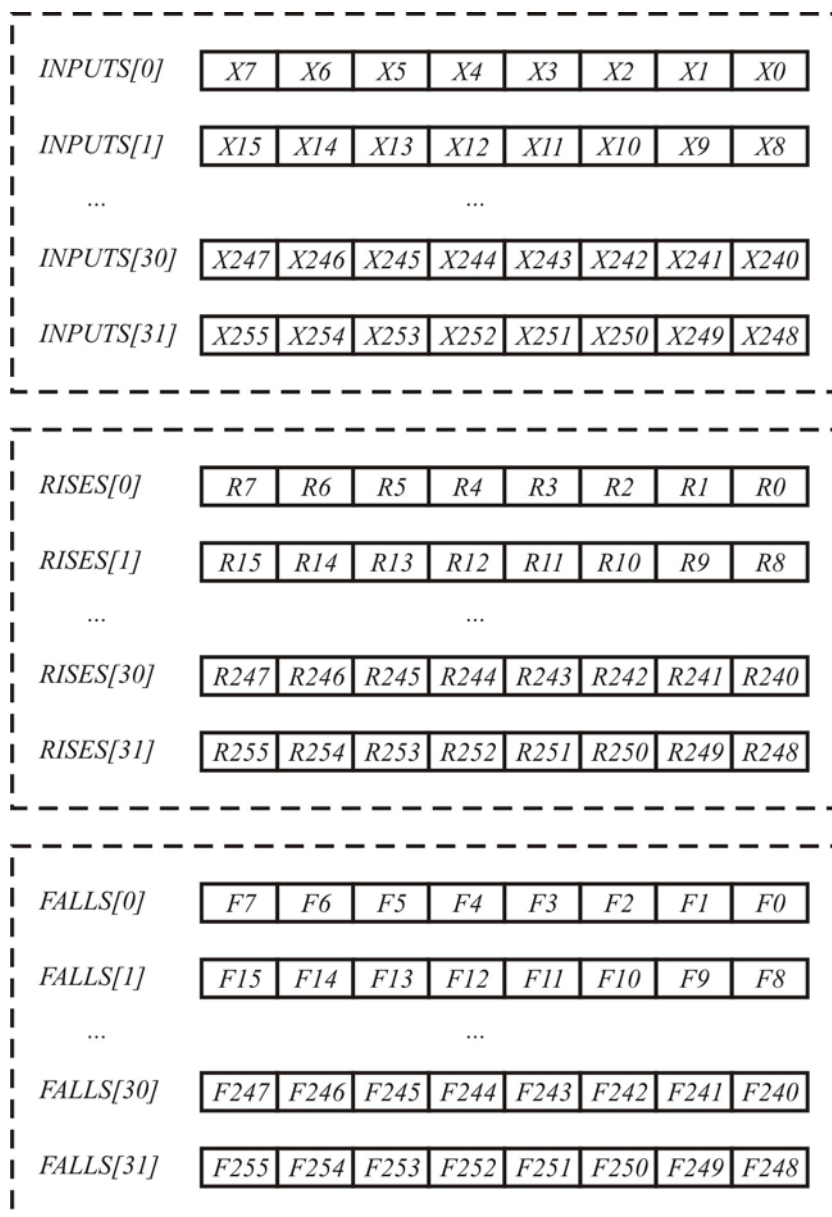 INPUTS[0] X7 X6 X5 X4 X3 X2 X1 X0
INPUTS[1] X15 X14 X13 X12 X11 X10 X9 X8
... ...
INPUTS[30] X247 X246 X245 X244 X243 X242 X241 X240
INPUTS[31] X255 X254 X253 X252 X251 X250 X249 X248
RISES[0] R7 R6 R5 R4 R3 R2 R1 R0
RISES[1] R15 R14 R13 R12 R11 R10 R9 R8
... ...
RISES[30] R247 R246 R245 R244 R243 R242 R241 R240
RISES[31] R255 R254 R253 R252 R251 R250 R249 R248
FALLS[0] F7 F6 F5 F4 F3 F2 F1 F0
FALLS[1] F15 F14 F13 F12 F11 F10 F9 F8
... ...
FALLS[30] F247 F246 F245 F244 F243 F242 F241 F240
FALLS[31] F255 F254 F253 F252 F251 F250 F249 F248